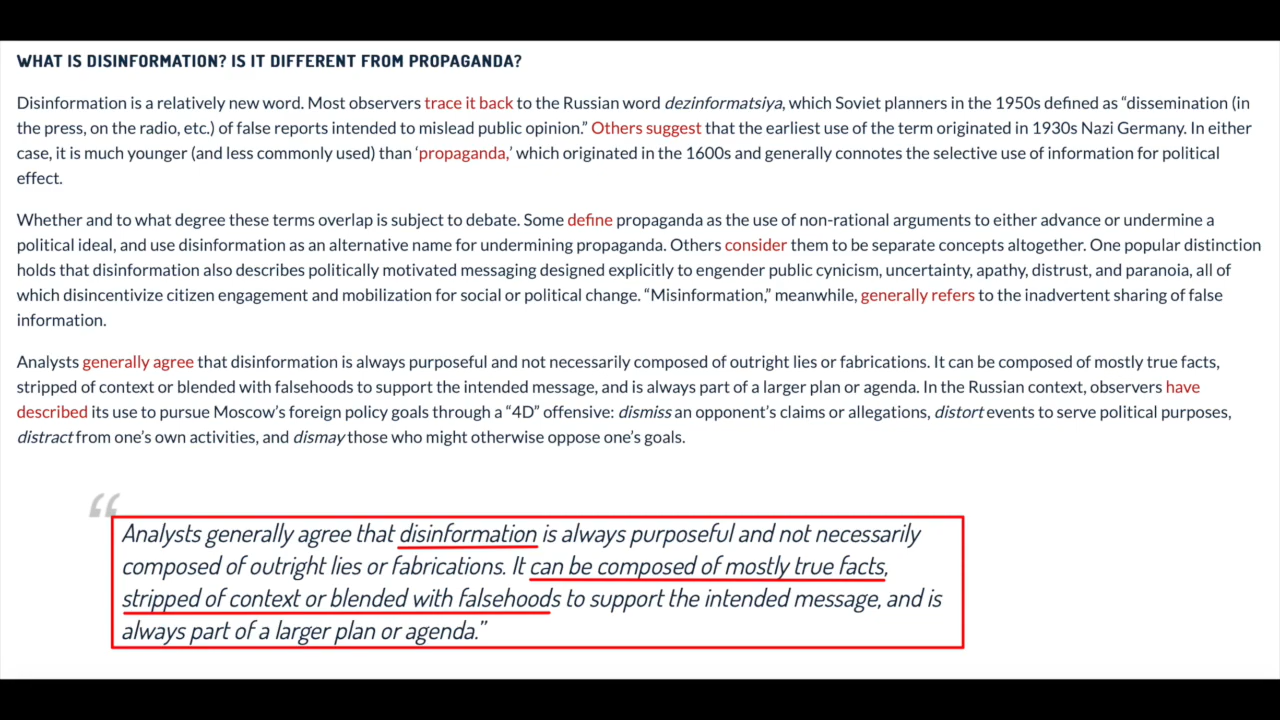 WHAT IS DISINFORMATION? IS IT DIFFERENT FROM PROPAGANDA?
Disinformation is a relatively new word. Most observers trace it back to the Russian word dezinformatsiya, which Soviet planners in the 1950s defined as “dissemination (in
the press, on the radio, etc.) of false reports intended to mislead public opinion.” Others suggest that the earliest use of the term originated in 1930s Nazi Germany. In either
case, it is much younger (and less commonly used) than ‘propaganda,’ which originated in the 1600s and generally connotes the selective use of information for political
effect.
Whether and to what degree these terms overlap is subject to debate. Some define propaganda as the use of non-rational arguments to either advance or undermine a
political ideal, and use disinformation as an alternative name for undermining propaganda. Others consider them to be separate concepts altogether. One popular distinction
holds that disinformation also describes politically motivated messaging designed explicitly to engender public cynicism, uncertainty, apathy, distrust, and paranoia, all of
which disincentivize citizen engagement and mobilization for social or political change. “Misinformation,” meanwhile, generally refers to the inadvertent sharing of false
information.
Analysts generally agree that disinformation is always purposeful and not necessarily composed of outright lies or fabrications. It can be composed of mostly true facts,
stripped of context or blended with falsehoods to support the intended message, and is always part of a larger plan or agenda. In the Russian context, observers have
described its use to pursue Moscow’s foreign policy goals through a “4D” offensive: dismiss an opponent’s claims or allegations, distort events to serve political purposes,
distract from one’s own activities, and dismay those who might otherwise oppose one’s goals.
“
Analysts generally agree that disinformation is always purposeful and not necessarily
composed of outright lies or fabrications. It can be composed of mostly true facts,
stripped of context or blended with falsehoods to support the intended message, and is
always part of a larger plan or agenda.”